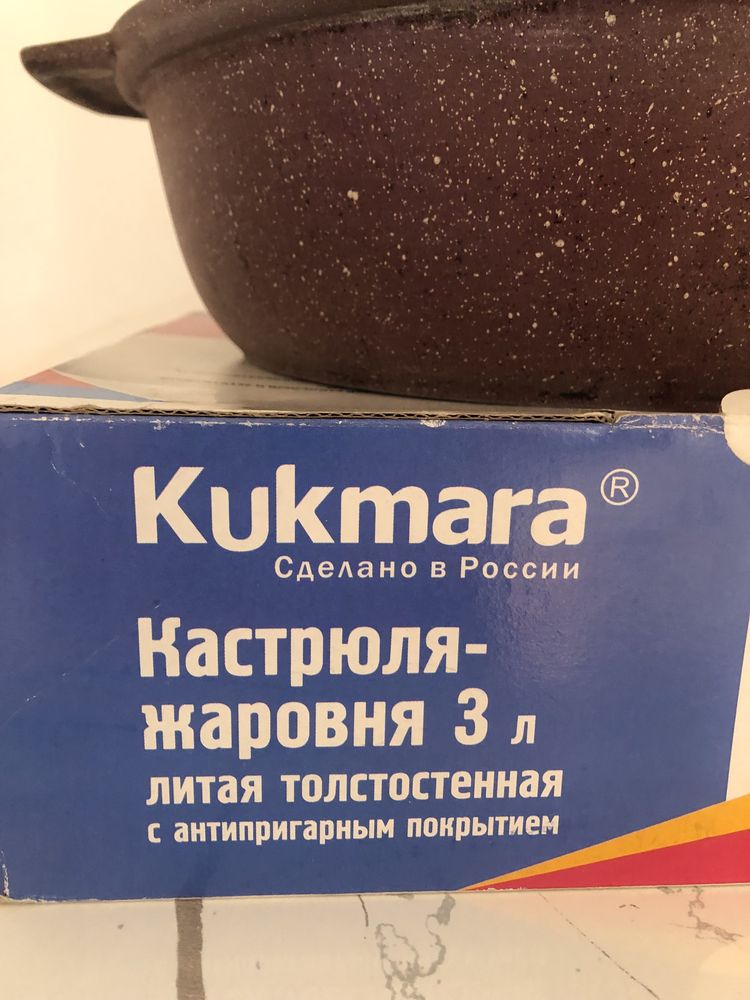 Kukmara®
Сделано в России
Кастрюля-
жаровня 3 л
литая толстостенная
с антипригарным покрытием